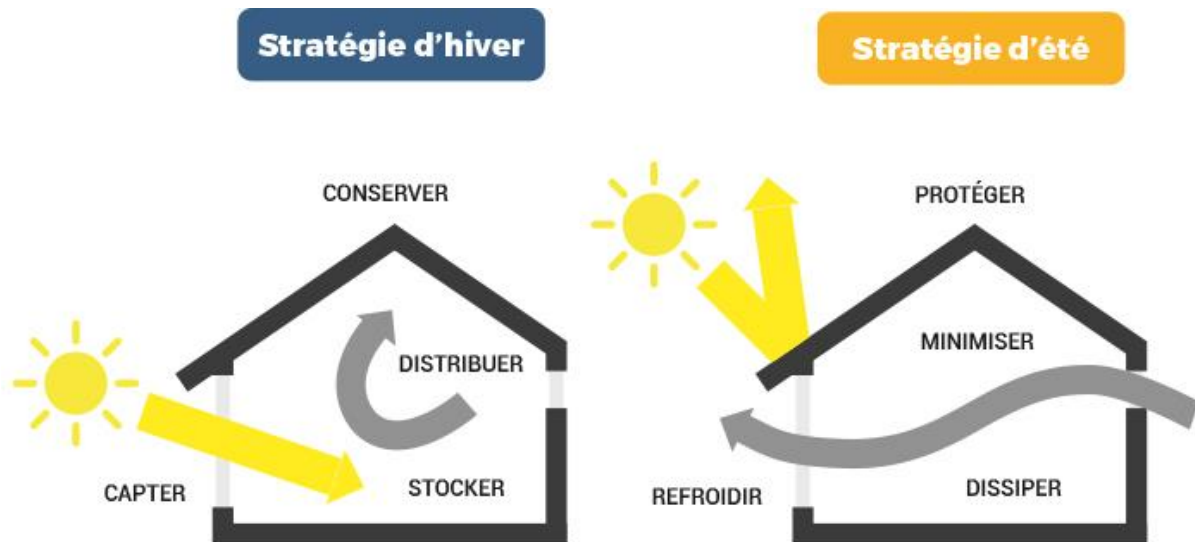 Stratégie d'hiver
Stratégie d'été
CONSERVER
DISTRIBUER
CAPTER
STOCKER
PROTÉGER
MINIMISER
REFROIDIR
DISSIPER